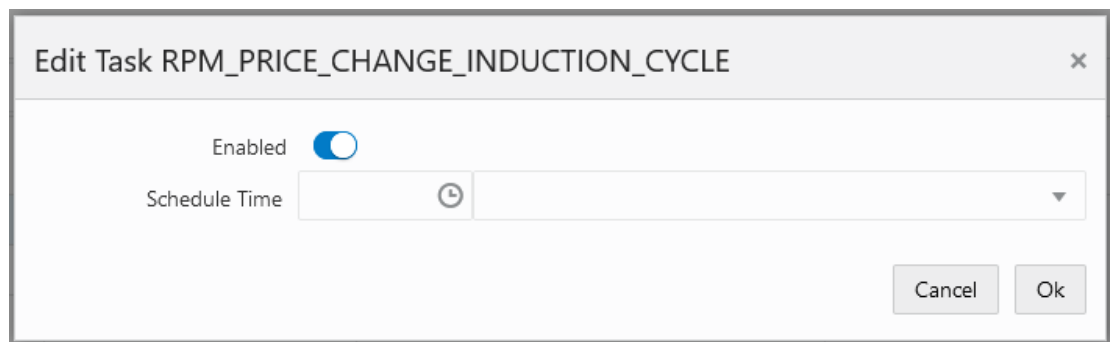 Edit Task RPM_PRICE_CHANGE_INDUCTION_CYCLE
Enabled
Schedule Time
Cancel Ok